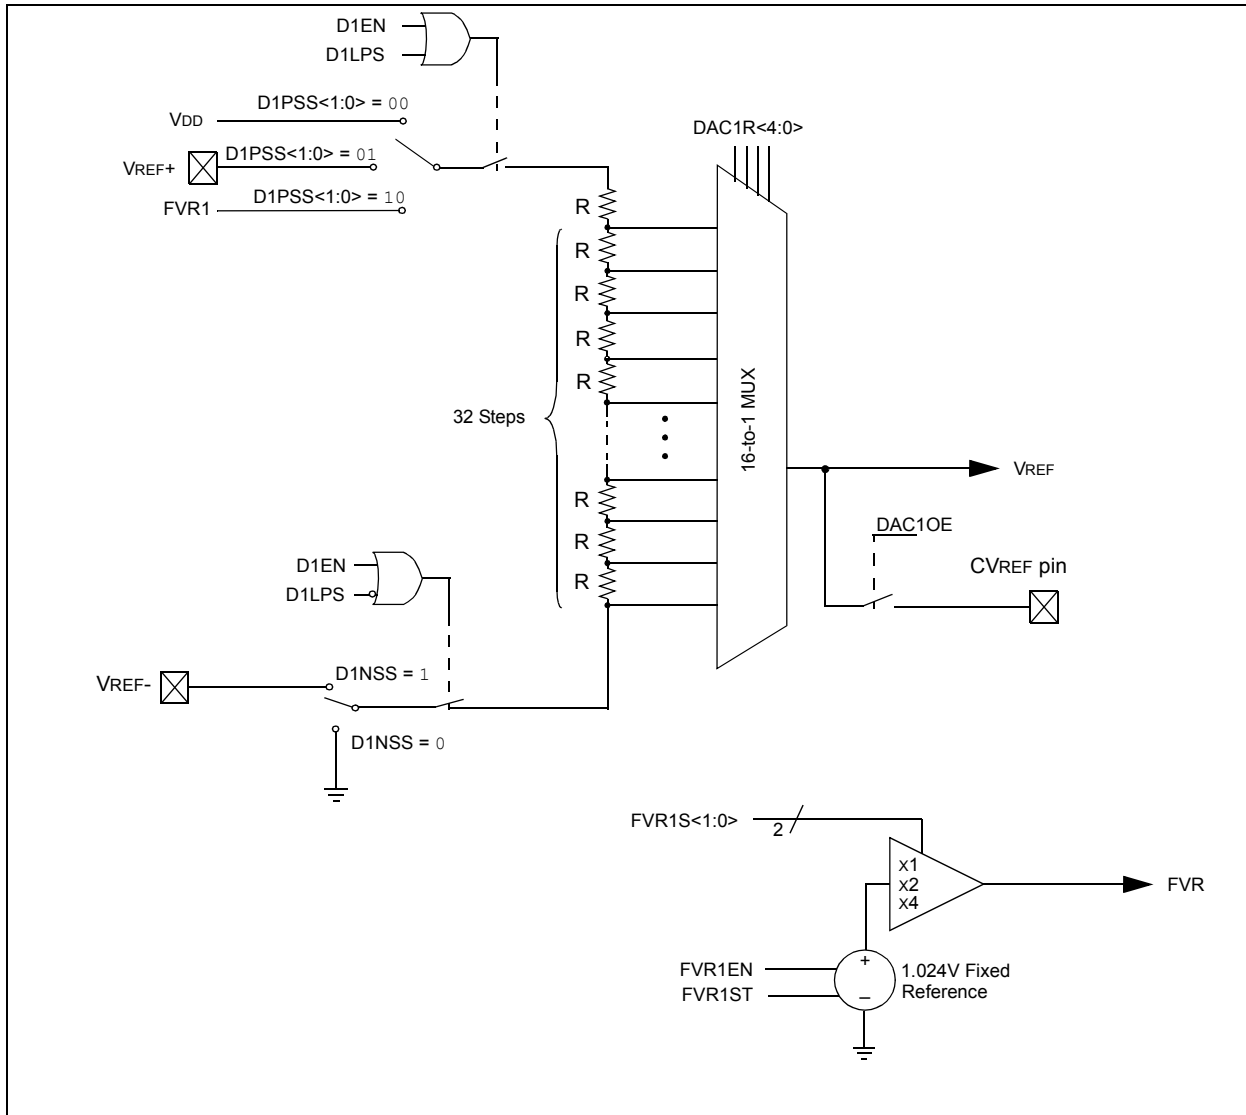 D1EN
D1LPS
VDD
D1PSS<1:0> = 00
VREF+
D1PSS<1:0> = 01
FVR1
D1PSS<1:0> = 10
DAC1R<4:0>
R
R
R
R
R
32 Steps
16-to-1 MUX
VREF
R
R
R
DAC1OE
CVREF pin
D1EN
D1LPS
VREF-
D1NSS = 1
D1NSS = 0
FVR1S<1:0>
2
x1
x2
x4
FVR
FVR1EN
FVR1ST
+
–
1.024V Fixed
Reference